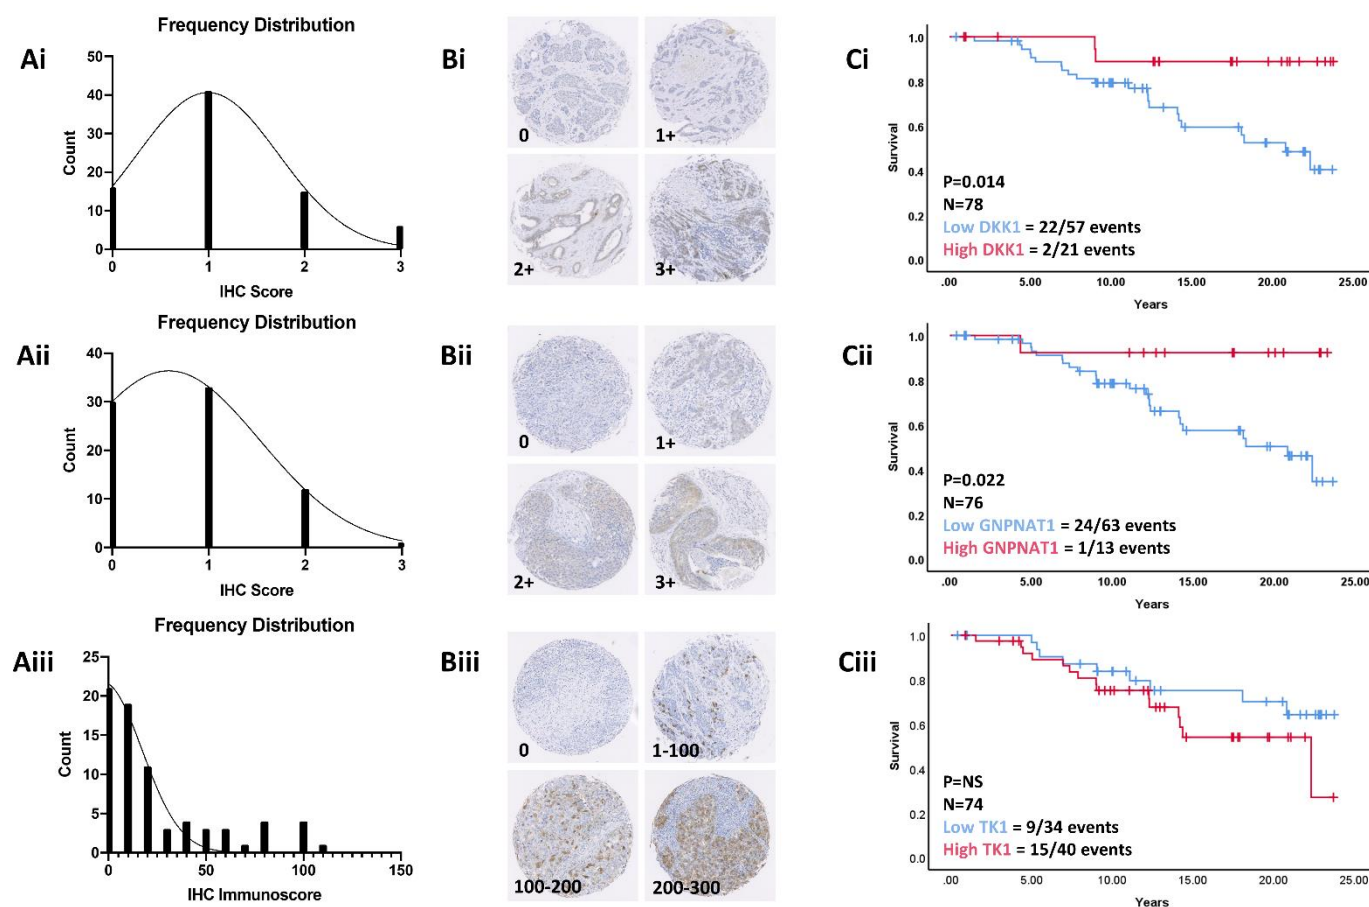 Ai
Frequency Distribution
50
40
30
20
10
0
Count
0 1 2 3
IHC Score
Bi
0
1+
2+
3+
Ci
1.0
0.8
0.6
0.4
0.2
0.0
Survival
P=0.014
N=78
Low DKK1 = 22/57 events
High DKK1 = 2/21 events
.00 5.00 10.00 15.00 20.00 25.00
Years
Aii
Frequency Distribution
40
30
20
10
0
Count
0 1 2 3
IHC Score
Bii
0
1+
2+
3+
Cii
1.0
0.8
0.6
0.4
0.2
0.0
Survival
P=0.022
N=76
Low GNPNAT1 = 24/63 events
High GNPNAT1 = 1/13 events
.00 5.00 10.00 15.00 20.00 25.00
Years
Aiii
Frequency Distribution
25
20
15
10
5
0
Count
0 50 100 150
IHC Immunoscore
Biii
0
1-100
100-200
200-300
Ciii
1.0
0.8
0.6
0.4
0.2
0.0
Survival
P=NS
N=74
Low TK1 = 9/34 events
High TK1 = 15/40 events
.00 5.00 10.00 15.00 20.00 25.00
Years